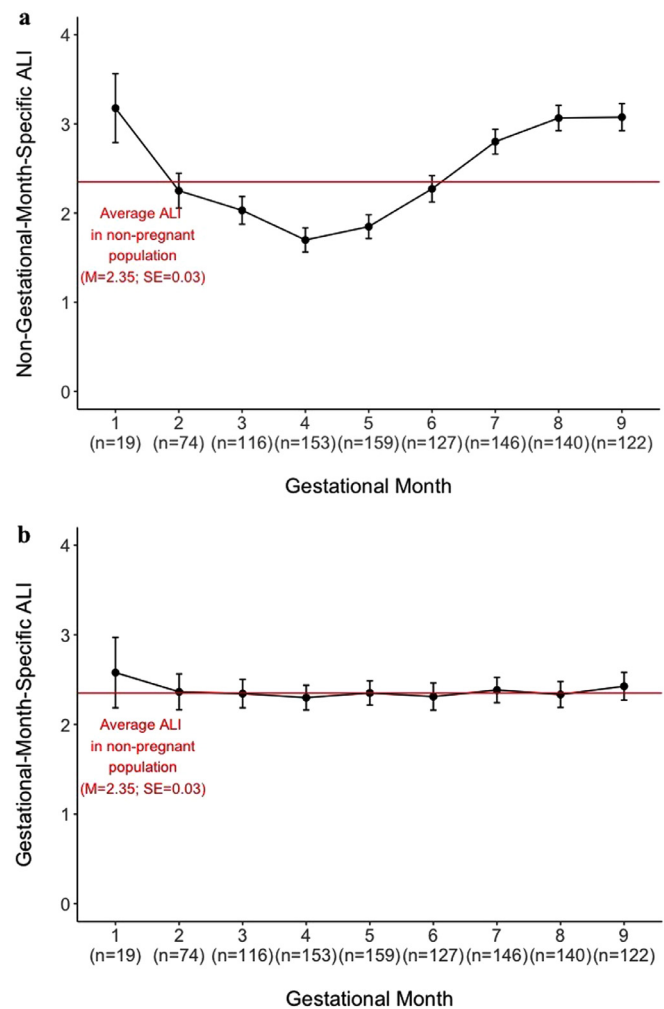 a
Non-Gestational-Month-Specific ALI
4
3
2
1
0
Average ALI
in non-pregnant
population
(M=2.35; SE=0.03)
1 2 3 4 5 6 7 8 9
(n=19) (n=74) (n=116) (n=153) (n=159) (n=127) (n=146) (n=140) (n=122)
Gestational Month
b
Gestational-Month-Specific ALI
4
3
2
1
0
Average ALI
in non-pregnant
population
(M=2.35; SE=0.03)
1 2 3 4 5 6 7 8 9
(n=19) (n=74) (n=116) (n=153) (n=159) (n=127) (n=146) (n=140) (n=122)
Gestational Month